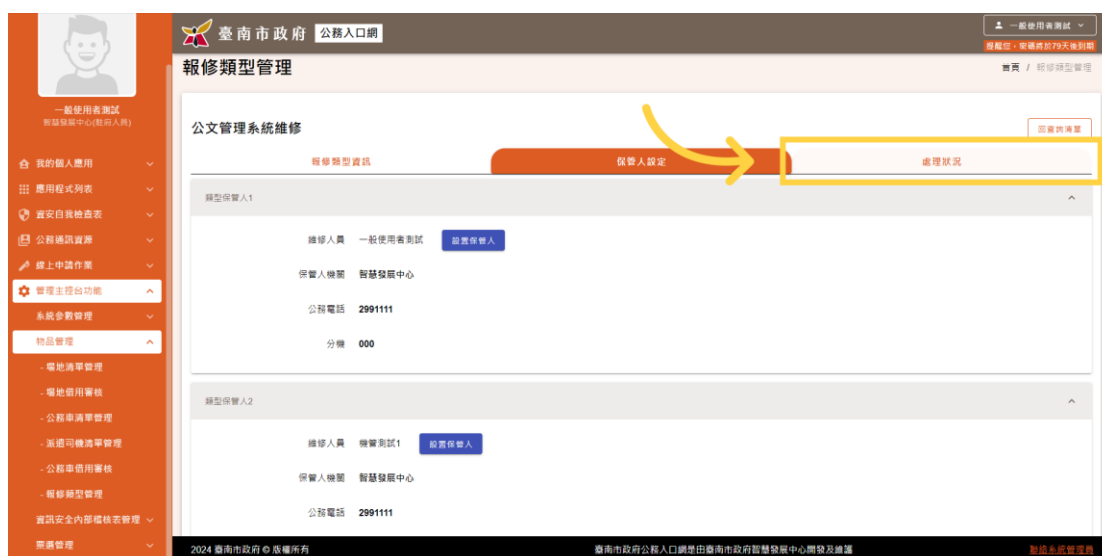 臺南市政府 公務入口網
一般使用者測試
提醒您，密碼將於79天後到期
報修類型管理
首頁 / 報修類型管理
一般使用者測試
智慧發展中心(駐府人員)
我的個人應用
應用程式列表
資安自我檢查表
公務通訊資源
線上申請作業
管理主控台功能
系統參數管理
物品管理
- 場地清單管理
- 場地借用審核
- 公務車清單管理
- 派遣司機清單管理
- 公務車借用審核
- 報修類型管理
資訊安全內部稽核表管理
票選管理
公文管理系統維修
回查詢清單
報修類型資訊
保管人設定
處理狀況
類型保管人1
維修人員 一般使用者測試 設置保管人
保管人機關 智慧發展中心
公務電話 2991111
分機 000
類型保管人2
維修人員 機管測試1 設置保管人
保管人機關 智慧發展中心
公務電話 2991111
2024 臺南市政府 © 版權所有
臺南市政府公務入口網是由臺南市政府智慧發展中心開發及維護
聯絡系統管理員